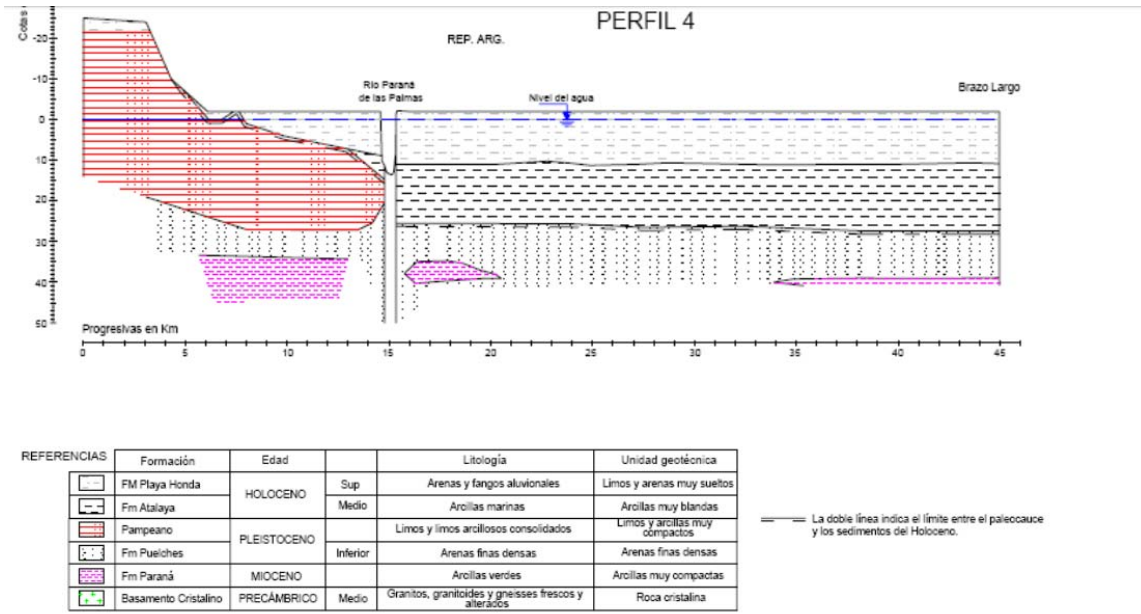 PERFIL 4
Cotas
REP. ARG.
Río Paraná
de las Palmas
Nivel del agua
Brazo Largo
-20
-10
0
10
20
30
40
50
Progresivas en Km
0 5 10 15 20 25 30 35 40 45
REFERENCIAS
Formación Edad Litología Unidad geotécnica
FM Playa Honda HOLOCENO Sup Arenas y fangos aluvionales Limos y arenas muy sueltos
Fm Atalaya Medio Arcillas marinas Arcillas muy blandas
Pampeano PLEISTOCENO Limos y limos arcillosos consolidados Limos y arcillas muy compactos
Fm Puelches Inferior Arenas finas densas Arenas finas densas
Fm Paraná MIOCENO Arcillas verdes Arcillas muy compactas
Basamento Cristalino PRECÁMBRICO Medio Granitos, granitoides y gneisses frescos y alterados Roca cristalina
La doble línea indica el límite entre el paleocauce
y los sedimentos del Holoceno.